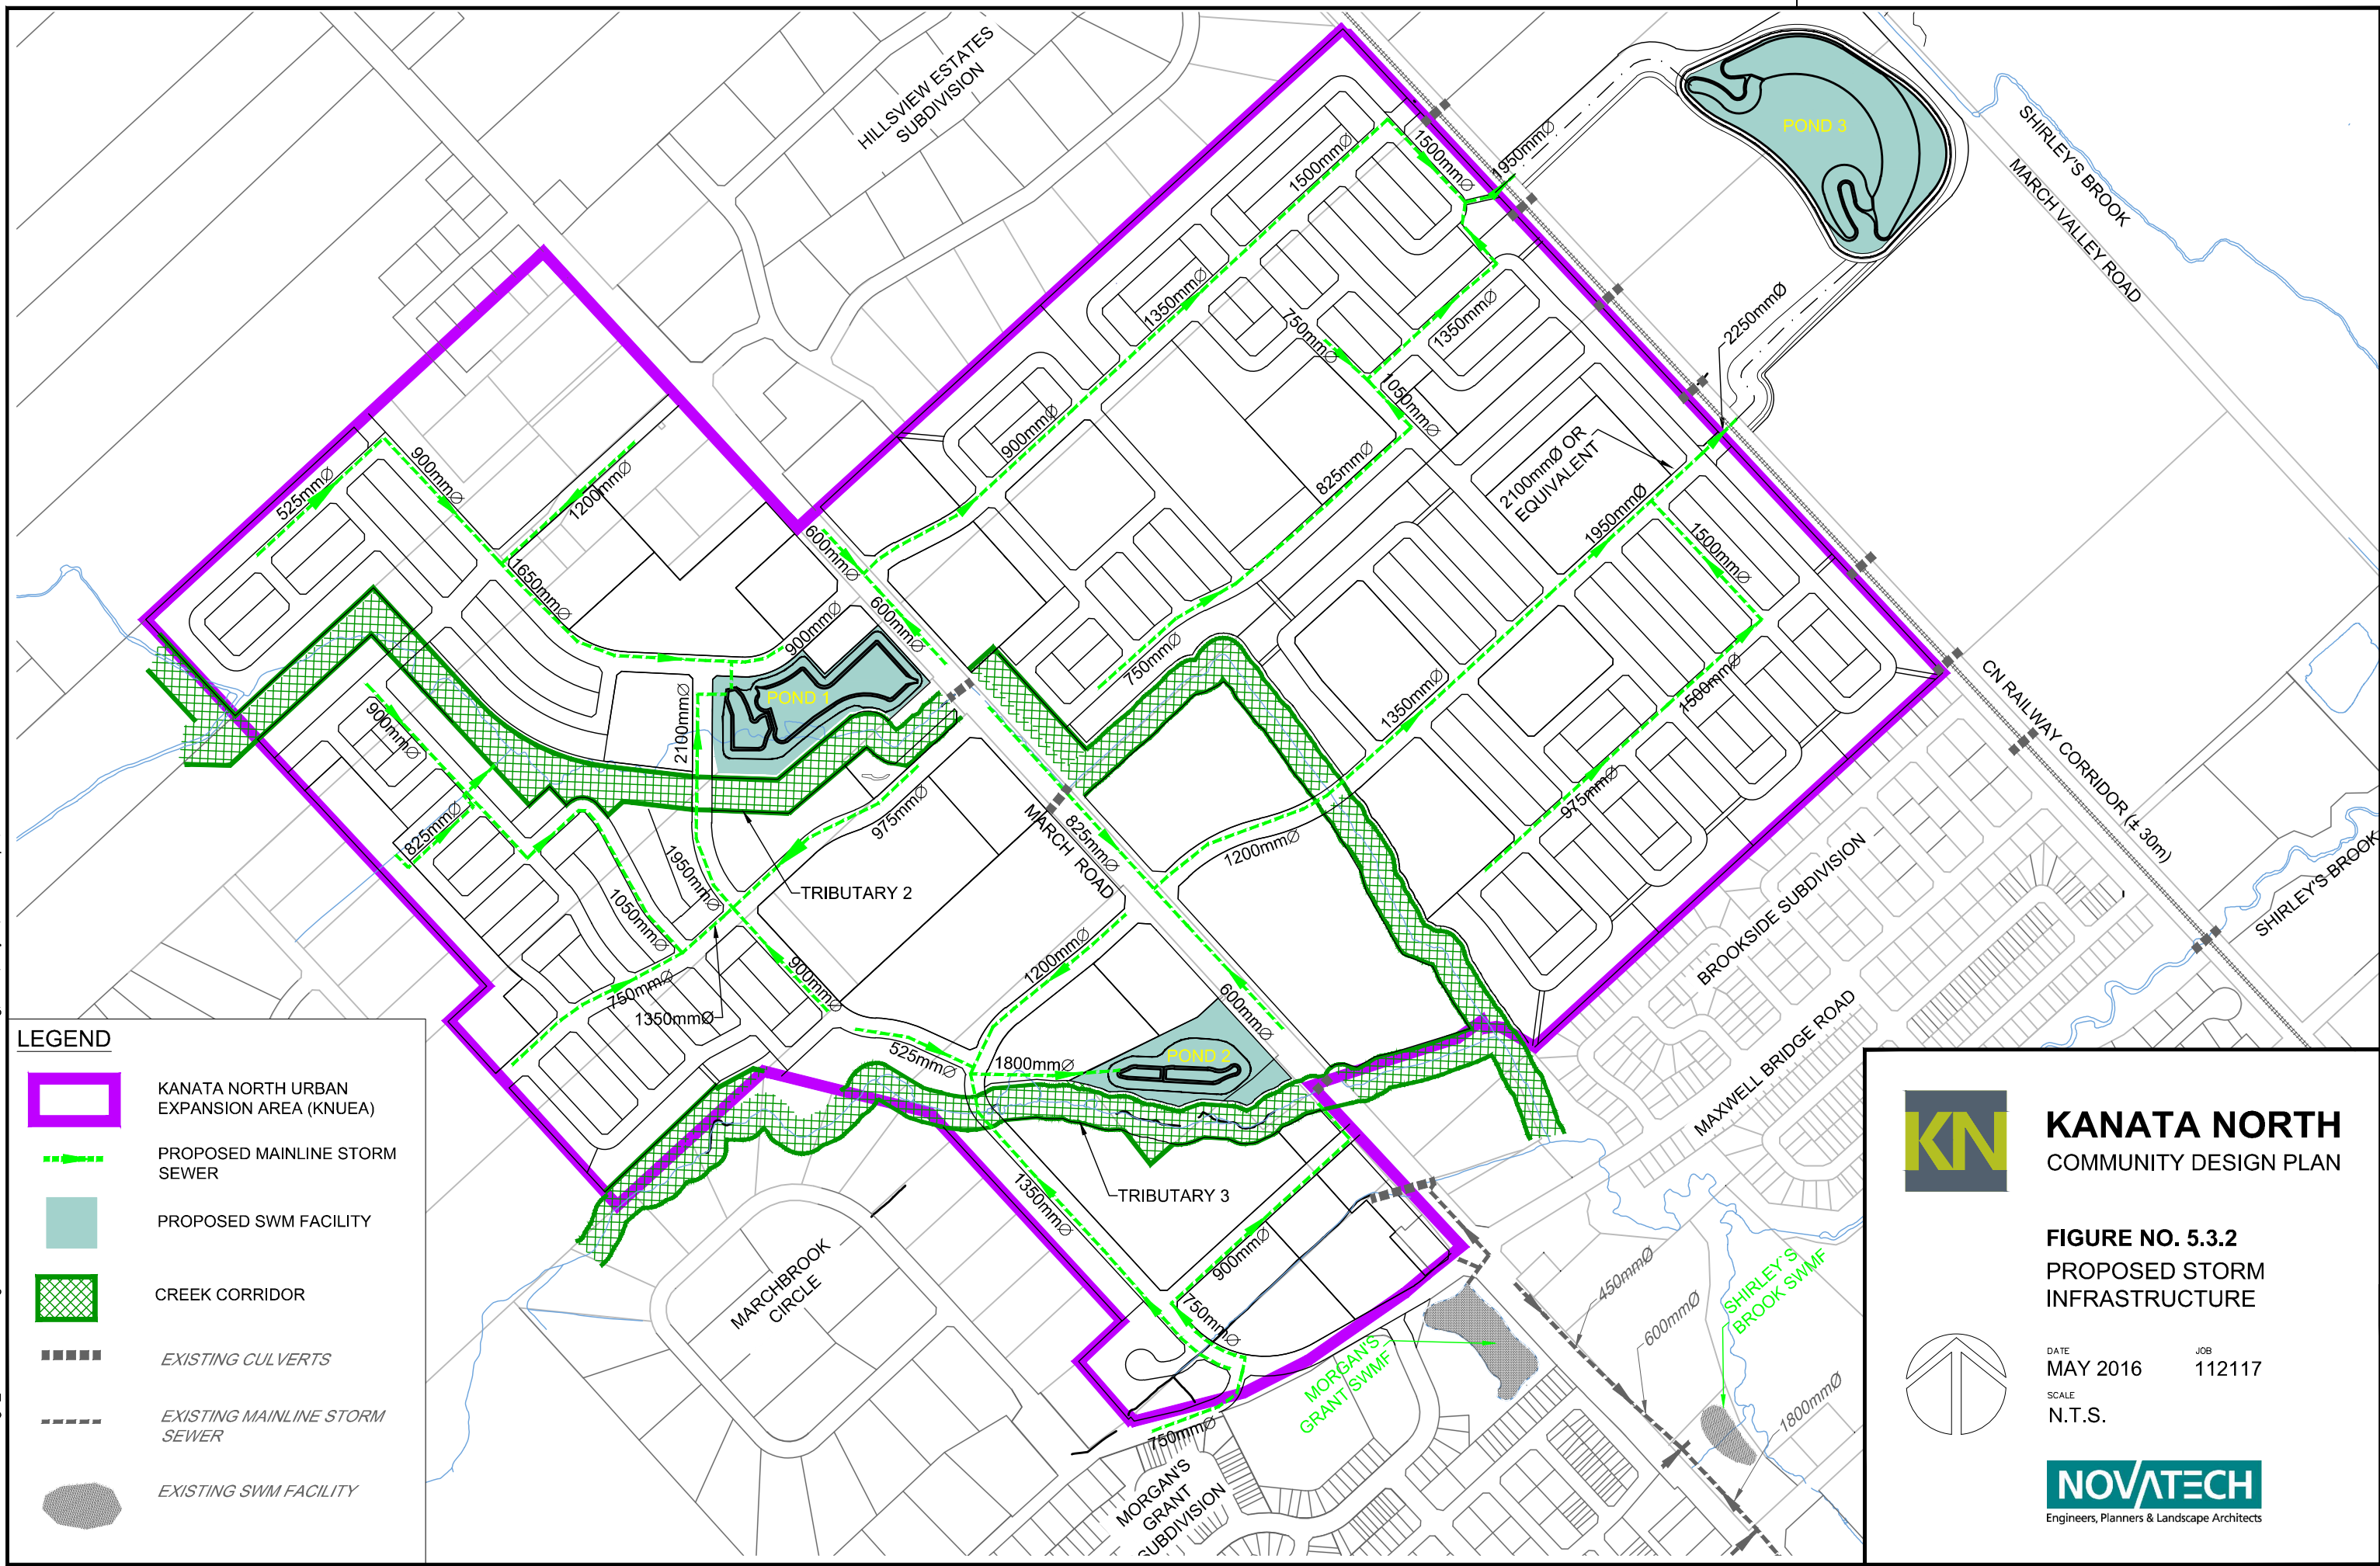 HILLSVIEW ESTATES
SUBDIVISION
POND 3
SHIRLEY'S BROOK
MARCH VALLEY ROAD
1500mmØ
1500mmØ
1350mmØ
750mmØ
1350mmØ
2250mmØ
1050mmØ
900mmØ
825mmØ
2100mmØ OR
EQUIVALENT
525mmØ
900mmØ
1200mmØ
1650mmØ
600mmØ
600mmØ
900mmØ
1950mmØ
1500mmØ
750mmØ
POND 1
2100mmØ
900mmØ
1350mmØ
1500mmØ
CN RAILWAY CORRIDOR (± 30m)
975mmØ
975mmØ
825mmØ
MARCH ROAD
825mmØ
1200mmØ
1950mmØ
TRIBUTARY 2
1050mmØ
BROOKSIDE SUBDIVISION
SHIRLEY'S BROOK
900mmØ
1200mmØ
600mmØ
750mmØ
1350mmØ
525mmØ
1800mmØ
POND 2
MAXWELL BRIDGE ROAD
TRIBUTARY 3
1350mmØ
900mmØ
750mmØ
MARCHBROOK
CIRCLE
450mmØ
600mmØ
SHIRLEY'S
BROOK SWMF
MORGAN'S
GRANT SWMF
1800mmØ
750mmØ
MORGAN'S
GRANT
SUBDIVISION
LEGEND
KANATA NORTH URBAN
EXPANSION AREA (KNUEA)
PROPOSED MAINLINE STORM
SEWER
PROPOSED SWM FACILITY
CREEK CORRIDOR
EXISTING CULVERTS
EXISTING MAINLINE STORM
SEWER
EXISTING SWM FACILITY
KN
KANATA NORTH
COMMUNITY DESIGN PLAN
FIGURE NO. 5.3.2
PROPOSED STORM
INFRASTRUCTURE
DATE
MAY 2016
JOB
112117
SCALE
N.T.S.
NOVATECH
Engineers, Planners & Landscape Architects